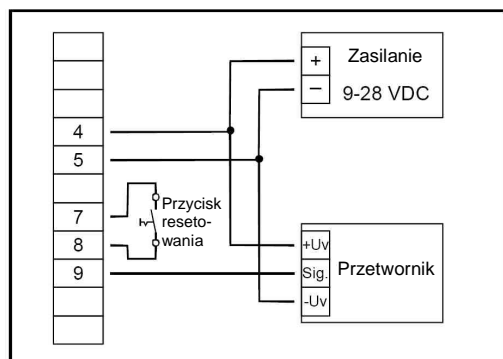 4
5
7
8
9
Przycisk
reseto-
wania
+
–
Zasilanie
9-28 VDC
+Uv
Sig.
-Uv
Przetwornik